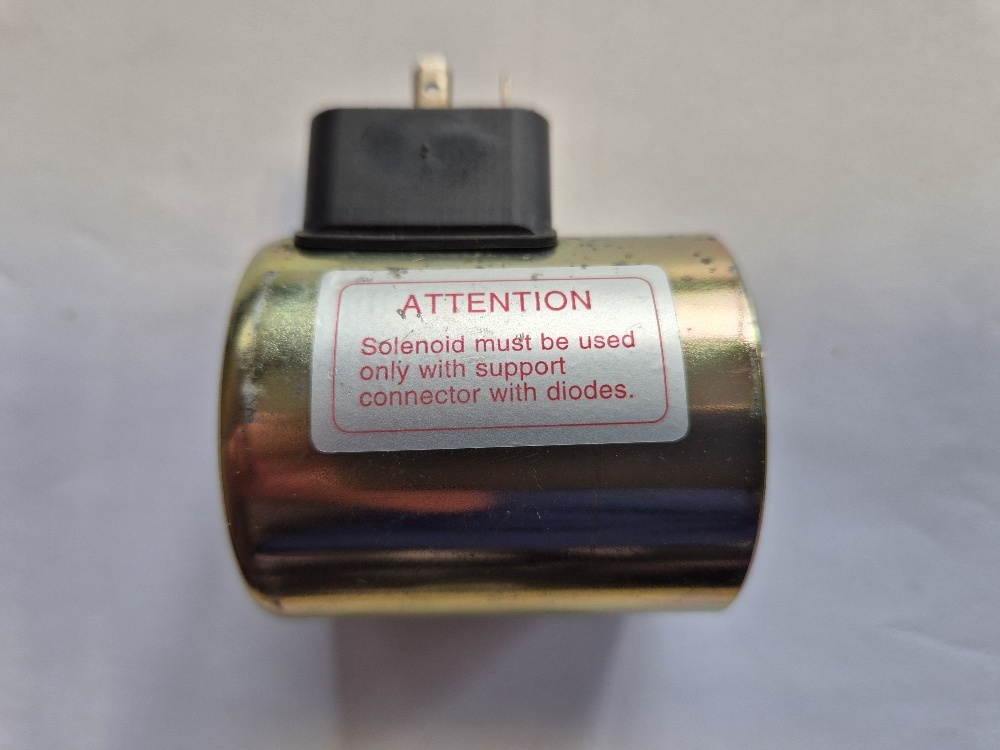 ATTENTION
Solenoid must be used
only with support
connector with diodes.